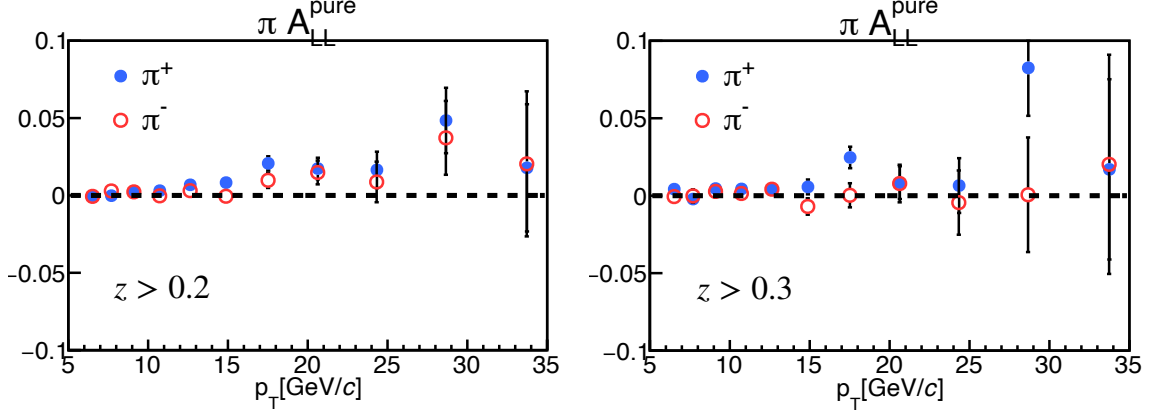 π A_LL^pure
0.1
0.05
0
−0.05
−0.1
π⁺
π⁻
z > 0.2
5 10 15 20 25 30 35
p_T[GeV/c]
π A_LL^pure
0.1
0.05
0
−0.05
−0.1
π⁺
π⁻
z > 0.3
5 10 15 20 25 30 35
p_T[GeV/c]